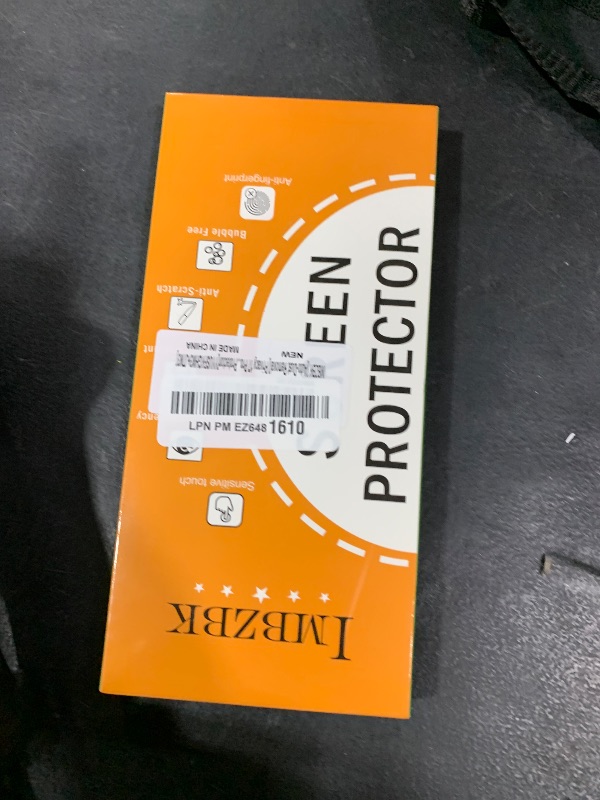 IMBZBK
Sensitive touch
Anti-Scratch
Bubble Free
Anti-fingerprint
SCREEN
PROTECTOR
NEW
MADE IN CHINA
LPN PM EZ648 1610